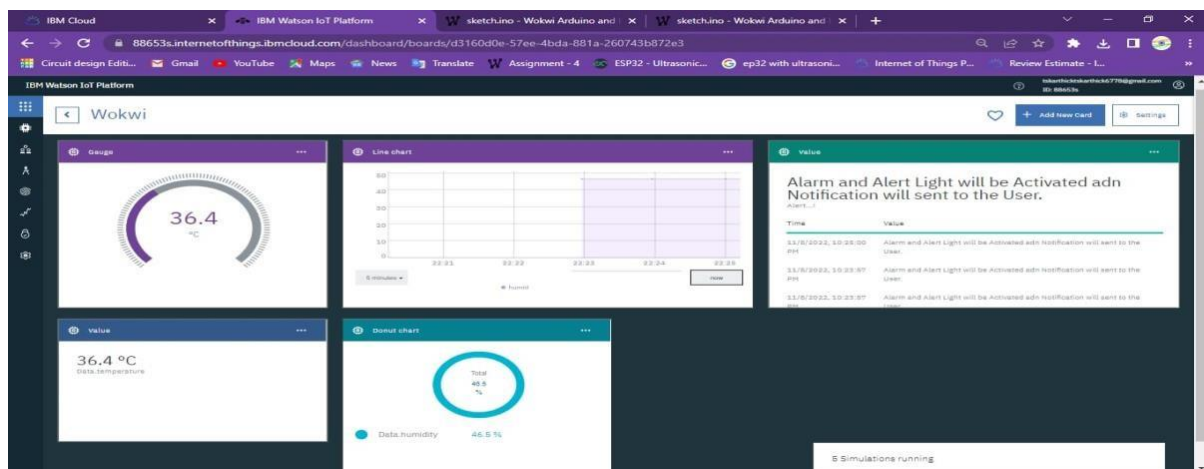 IBM Cloud
IBM Watson IoT Platform
sketch.ino - Wokwi Arduino and
sketch.ino - Wokwi Arduino and
88653s.internetofthings.ibmcloud.com/dashboard/boards/d3160d0e-57ee-4bda-881a-260743b872e3
Circuit design Editi...
Gmail
YouTube
Maps
News
Translate
Assignment - 4
ESP32 - Ultrasonic...
ep32 with ultrasoni...
Internet of Things P...
Review Estimate - I...
IBM Watson IoT Platform
ID: 88653s
Wokwi
Add New Card
Settings
Gauge
36.4
°C
Line chart
50
40
30
20
10
0
22:21
22:22
22:23
22:24
22:25
5 minutes
now
humid
Value
Alarm and Alert Light will be Activated adn
Notification will sent to the User.
Alert...!
Time Value
Alarm and Alert Light will be Activated adn Notification will sent to the
User.
Alarm and Alert Light will be Activated adn Notification will sent to the
User.
Alarm and Alert Light will be Activated adn Notification will sent to the
Value
36.4 °C
Data.temperature
Donut chart
Total
46.5
%
Data.humidity 46.5 %
5 Simulations running